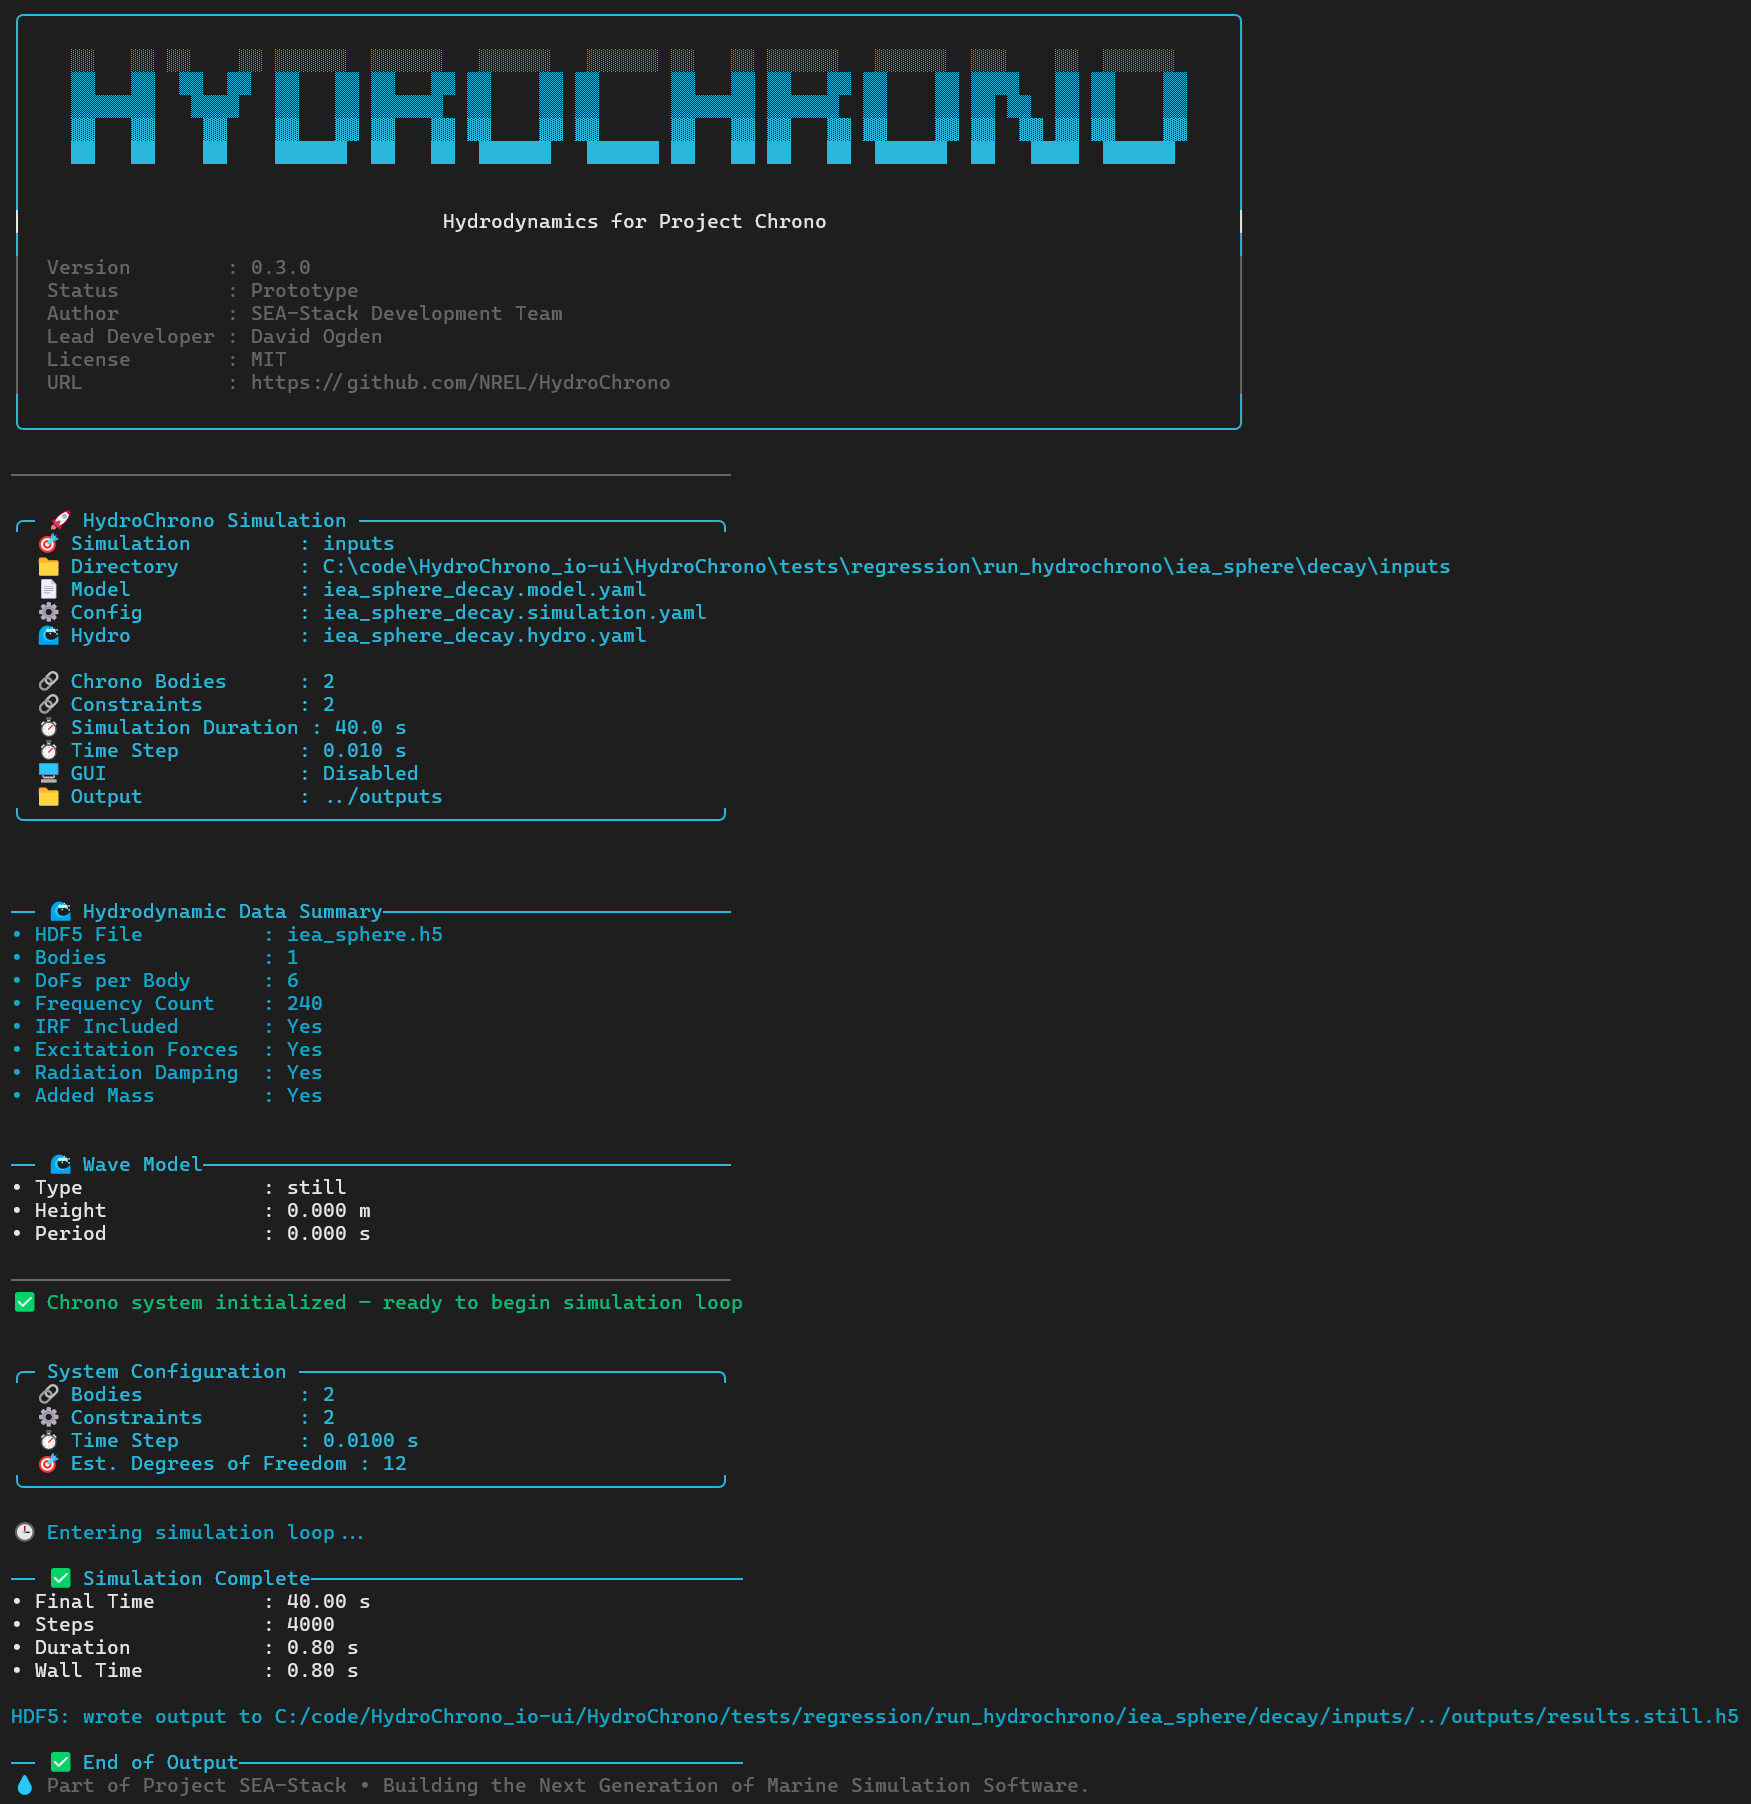 HYDROCHRONO
Hydrodynamics for Project Chrono
Version : 0.3.0
Status : Prototype
Author : SEA-Stack Development Team
Lead Developer : David Ogden
License : MIT
URL : https://github.com/NREL/HydroChrono
🚀 HydroChrono Simulation
🎯 Simulation : inputs
📁 Directory : C:\code\HydroChrono_io-ui\HydroChrono\tests\regression\run_hydrochrono\iea_sphere\decay\inputs
📄 Model : iea_sphere_decay.model.yaml
⚙️ Config : iea_sphere_decay.simulation.yaml
🌊 Hydro : iea_sphere_decay.hydro.yaml
🔗 Chrono Bodies : 2
🔗 Constraints : 2
⏱️ Simulation Duration : 40.0 s
⏱️ Time Step : 0.010 s
🖥️ GUI : Disabled
📁 Output : ../outputs
🌊 Hydrodynamic Data Summary
• HDF5 File : iea_sphere.h5
• Bodies : 1
• DoFs per Body : 6
• Frequency Count : 240
• IRF Included : Yes
• Excitation Forces : Yes
• Radiation Damping : Yes
• Added Mass : Yes
🌊 Wave Model
• Type : still
• Height : 0.000 m
• Period : 0.000 s
✅ Chrono system initialized — ready to begin simulation loop
System Configuration
🔗 Bodies : 2
⚙️ Constraints : 2
⏱️ Time Step : 0.0100 s
🎯 Est. Degrees of Freedom : 12
🕒 Entering simulation loop...
✅ Simulation Complete
• Final Time : 40.00 s
• Steps : 4000
• Duration : 0.80 s
• Wall Time : 0.80 s
HDF5: wrote output to C:/code/HydroChrono_io-ui/HydroChrono/tests/regression/run_hydrochrono/iea_sphere/decay/inputs/../outputs/results.still.h5
✅ End of Output
💧 Part of Project SEA-Stack • Building the Next Generation of Marine Simulation Software.